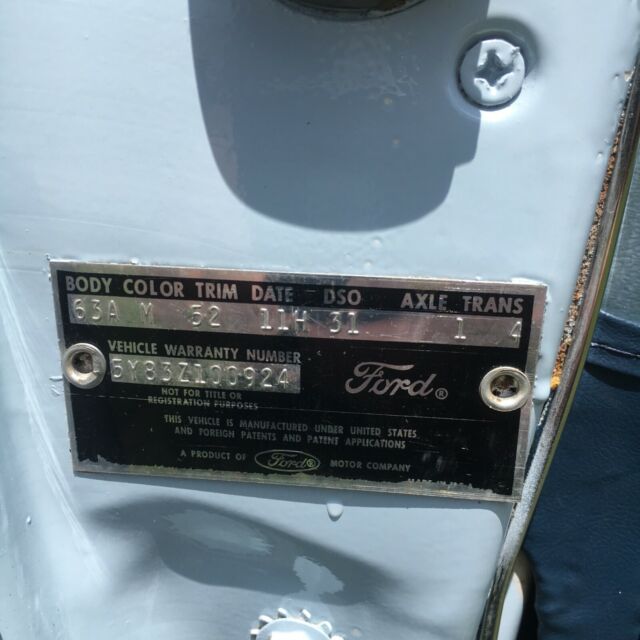 BODY COLOR TRIM DATE DSO AXLE TRANS
63A M 52 11H 31 1 4
VEHICLE WARRANTY NUMBER
5Y83Z100924
Ford®
NOT FOR TITLE OR
REGISTRATION PURPOSES
THIS VEHICLE IS MANUFACTURED UNDER UNITED STATES
AND FOREIGN PATENTS AND PATENT APPLICATIONS
A PRODUCT OF Ford® MOTOR COMPANY